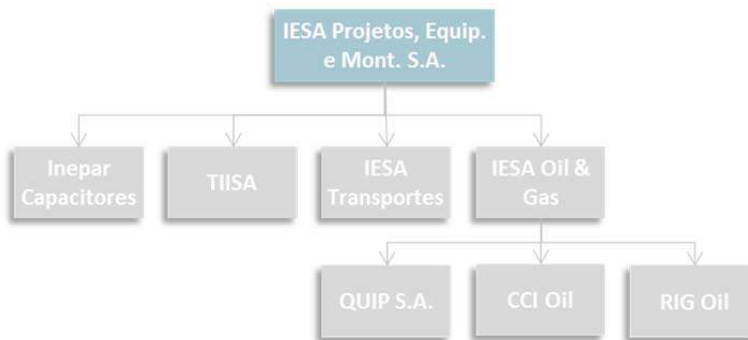 IESA Projetos, Equip.
e Mont. S.A.
Inepar
Capacitores
TIISA
IESA
Transportes
IESA Oil &
Gas
QUIP S.A.
CCI Oil
RIG Oil